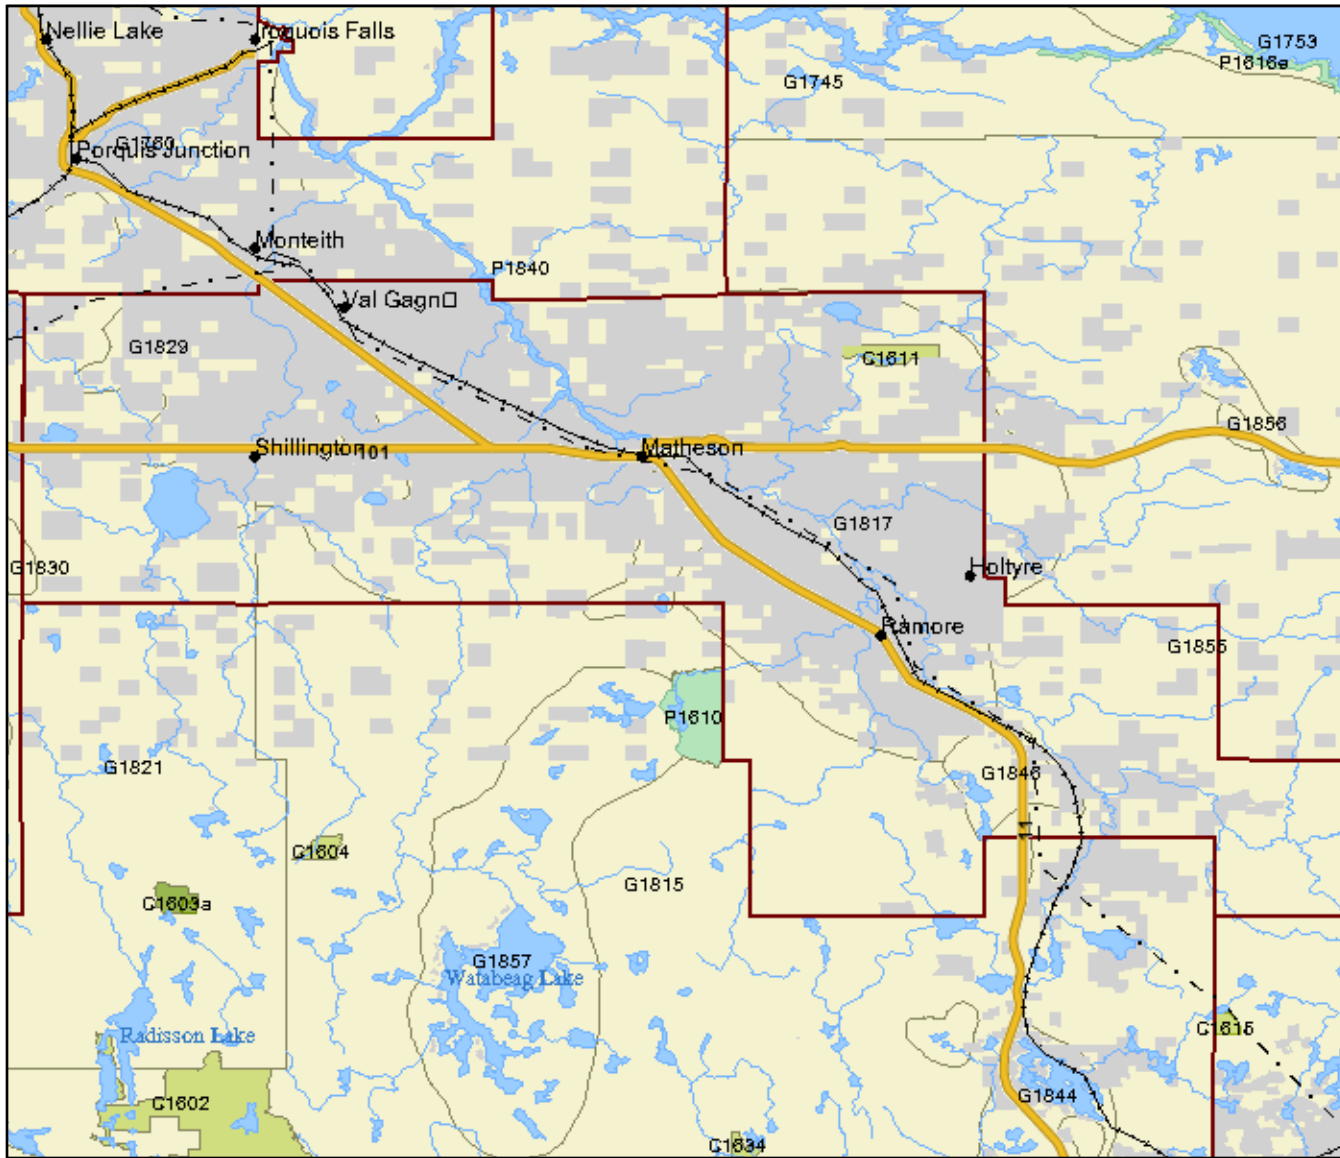 Nellie Lake
Iroquois Falls
G1753
P1616e
G1745
Porquis Junction
Monteith
P1840
Val Gagn□
G1829
C1611
G1856
Shillington
101
Matheson
G1817
G1830
Holtyre
Ramore
G1855
P1610
G1821
G1846
11
C1604
G1815
C1603a
G1857
Watabeag Lake
C1615
Radisson Lake
C1602
G1844
C1634